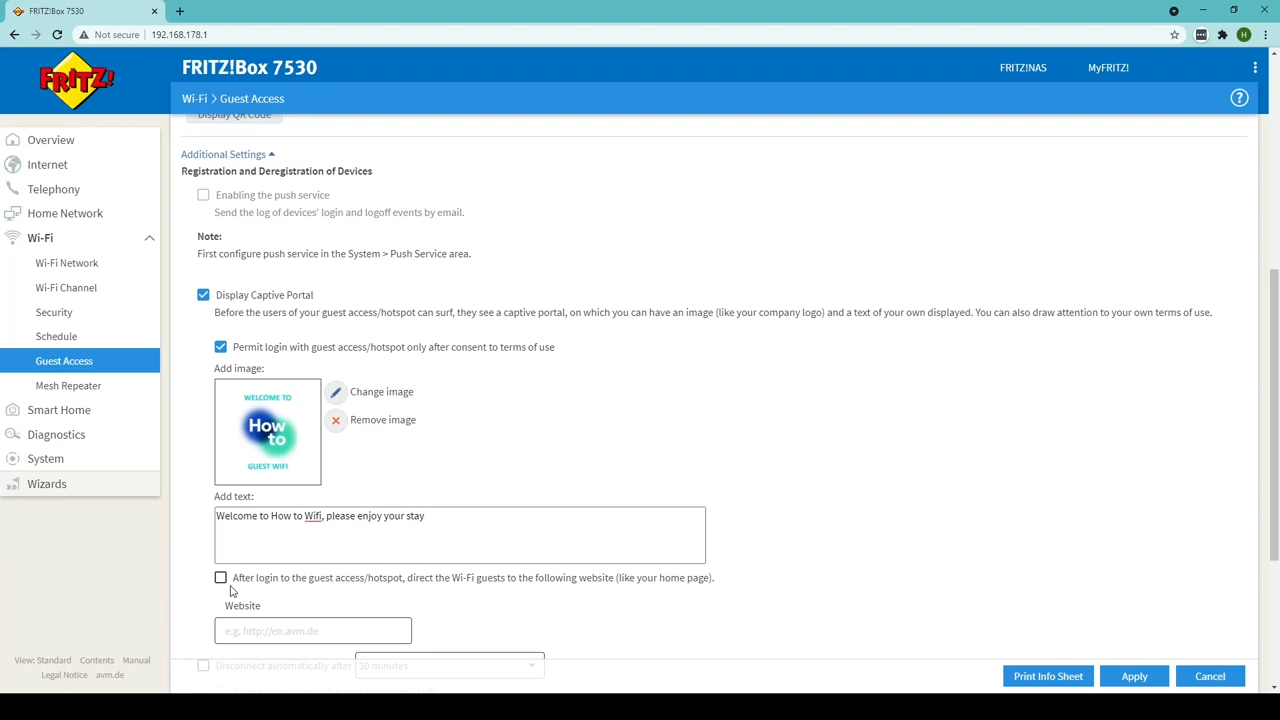 FRITZ!Box 7530
Not secure
192.168.178.1
H
FRITZ!
FRITZ!Box 7530
FRITZ!NAS
MyFRITZ!
Wi-Fi > Guest Access
Overview
Internet
Telephony
Home Network
Wi-Fi
Wi-Fi Network
Wi-Fi Channel
Security
Schedule
Guest Access
Mesh Repeater
Smart Home
Diagnostics
System
Wizards
View: Standard Contents Manual
Legal Notice avm.de
Display QR Code
Additional Settings
Registration and Deregistration of Devices
Enabling the push service
Send the log of devices' login and logoff events by email.
Note:
First configure push service in the System > Push Service area.
Display Captive Portal
Before the users of your guest access/hotspot can surf, they see a captive portal, on which you can have an image (like your company logo) and a text of your own displayed. You can also draw attention to your own terms of use.
Permit login with guest access/hotspot only after consent to terms of use
Add image:
WELCOME TO
How
to
GUEST WIFI
Change image
Remove image
Add text:
Welcome to How to Wifi, please enjoy your stay
After login to the guest access/hotspot, direct the Wi-Fi guests to the following website (like your home page).
Website
e.g. http://en.avm.de
Disconnect automatically after 30 minutes
Print Info Sheet
Apply
Cancel